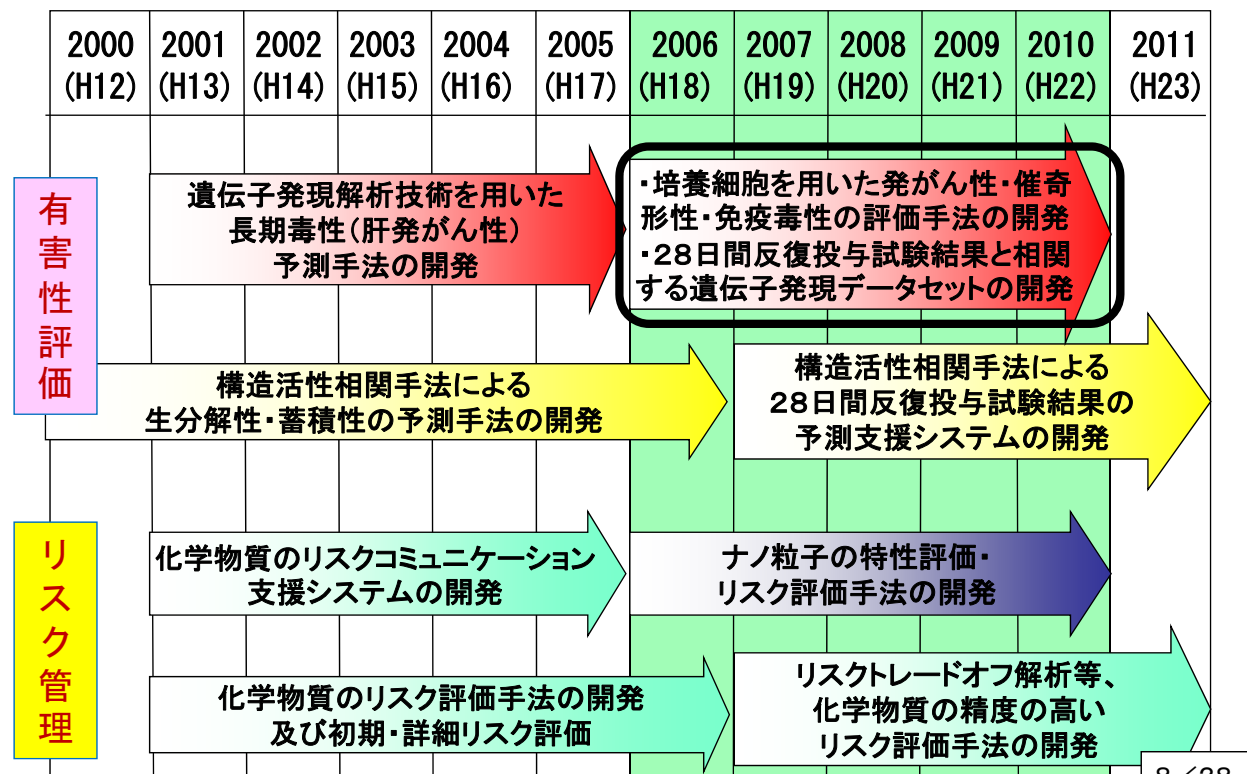 2000 2001 2002 2003 2004 2005 2006 2007 2008 2009 2010 2011
(H12) (H13) (H14) (H15) (H16) (H17) (H18) (H19) (H20) (H21) (H22) (H23)
有害性評価
遺伝子発現解析技術を用いた
長期毒性(肝発がん性)
予測手法の開発
・培養細胞を用いた発がん性・催奇
形性・免疫毒性の評価手法の開発
・28日間反復投与試験結果と相関
する遺伝子発現データセットの開発
構造活性相関手法による
生分解性・蓄積性の予測手法の開発
構造活性相関手法による
28日間反復投与試験結果の
予測支援システムの開発
リスク管理
化学物質のリスクコミュニケーション
支援システムの開発
ナノ粒子の特性評価・
リスク評価手法の開発
化学物質のリスク評価手法の開発
及び初期・詳細リスク評価
リスクトレードオフ解析等、
化学物質の精度の高い
リスク評価手法の開発